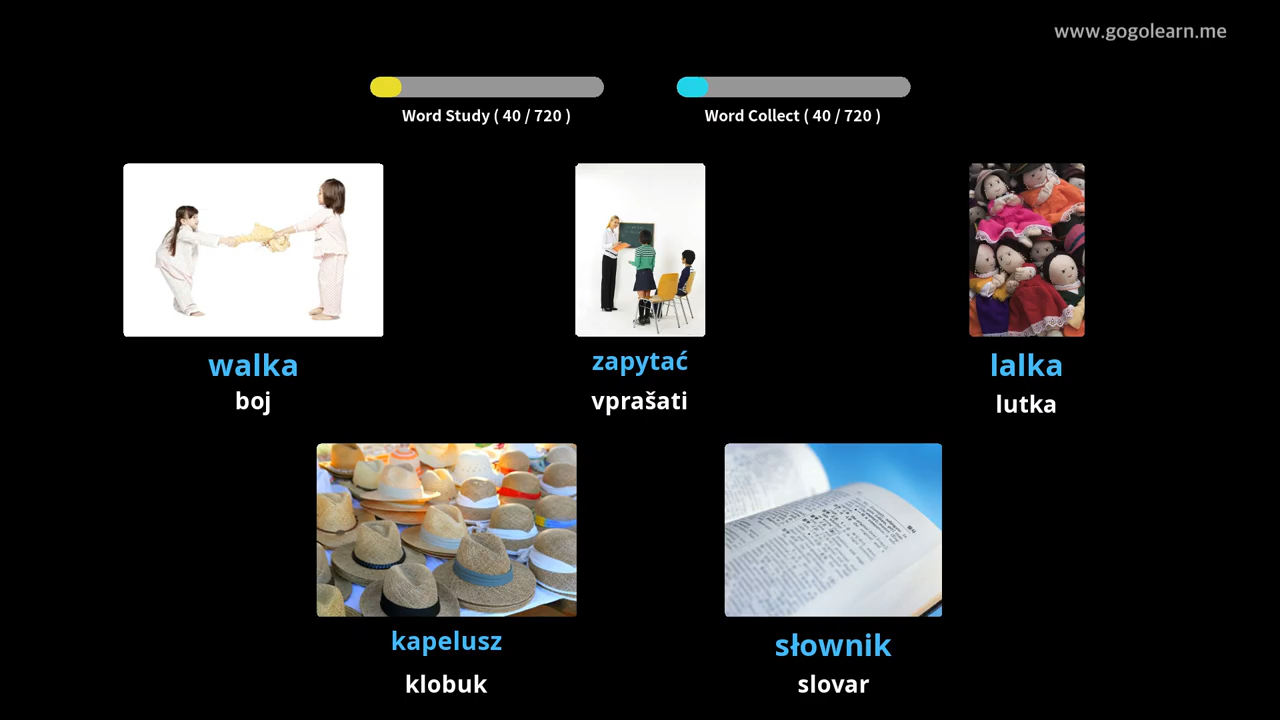 www.gogolearn.me
Word Study ( 40 / 720 )
Word Collect ( 40 / 720 )
walka
boj
zapytać
vprašati
lalka
lutka
kapelusz
klobuk
słownik
slovar